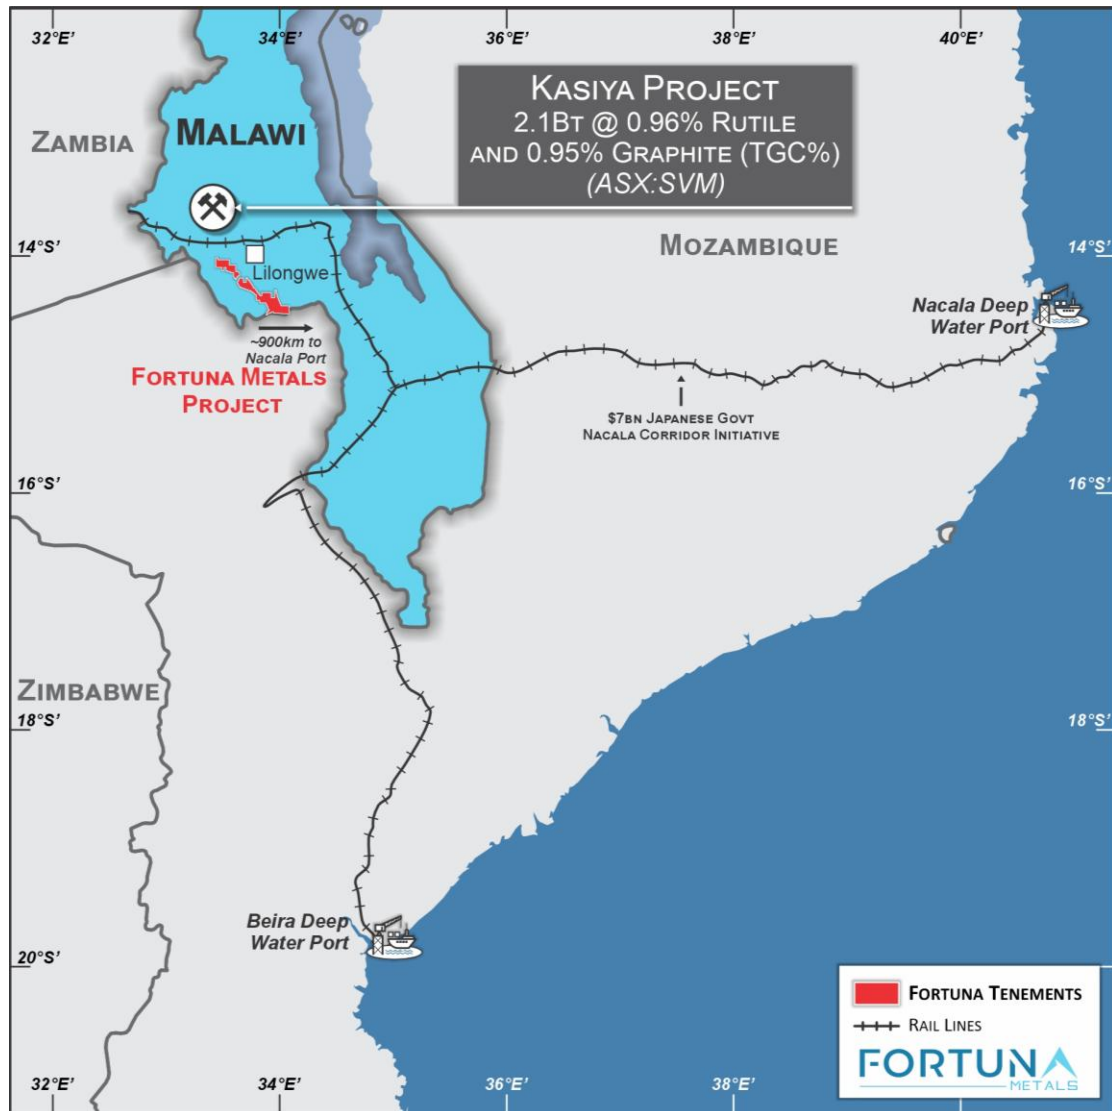 32°E’ 34°E’ 36°E’ 38°E’ 40°E’
KASIYA PROJECT
2.1BT @ 0.96% RUTILE
AND 0.95% GRAPHITE (TGC%)
(ASX:SVM)
ZAMBIA
MALAWI
MOZAMBIQUE
14°S’ 14°S’
Lilongwe
Nacala Deep
Water Port
~900km to
Nacala Port
FORTUNA METALS
PROJECT
$7BN JAPANESE GOVT
NACALA CORRIDOR INITIATIVE
16°S’ 16°S’
ZIMBABWE
18°S’ 18°S’
Beira Deep
Water Port
20°S’
FORTUNA TENEMENTS
RAIL LINES
FORTUNA
METALS
32°E’ 34°E’ 36°E’ 38°E’